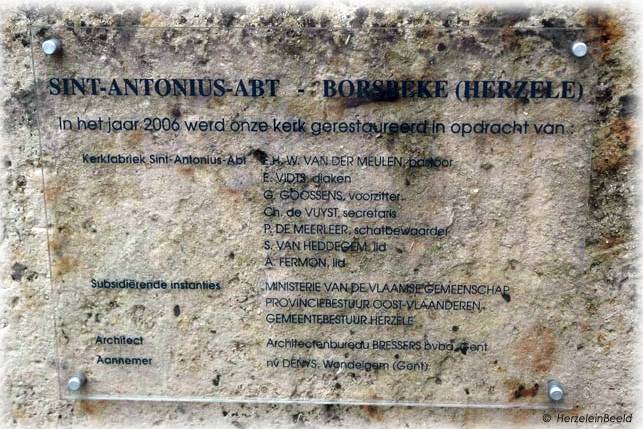 SINT-ANTONIUS-ABT - BORSBEKE (HERZELE)
In het jaar 2006 werd onze kerk gerestaureerd in opdracht van :
Kerkfabriek Sint-Antonius-Abt E.H. W. VAN DER MEULEN, pastoor
E. VIDTS, diaken
G. GOOSSENS, voorzitter
Ch. de VUYST, secretaris
P. DE MEERLEER, schatbewaarder
S. VAN HEDDEGEM, lid
A. FERMON, lid
Subsidiërende instanties MINISTERIE VAN DE VLAAMSE GEMEENSCHAP
PROVINCIEBESTUUR OOST-VLAANDEREN
GEMEENTEBESTUUR HERZELE
Architect Architectenbureau BRESSERS bvba, Gent
Aannemer nv DENYS, Wondelgem (Gent)
© HerzeleinBeeld